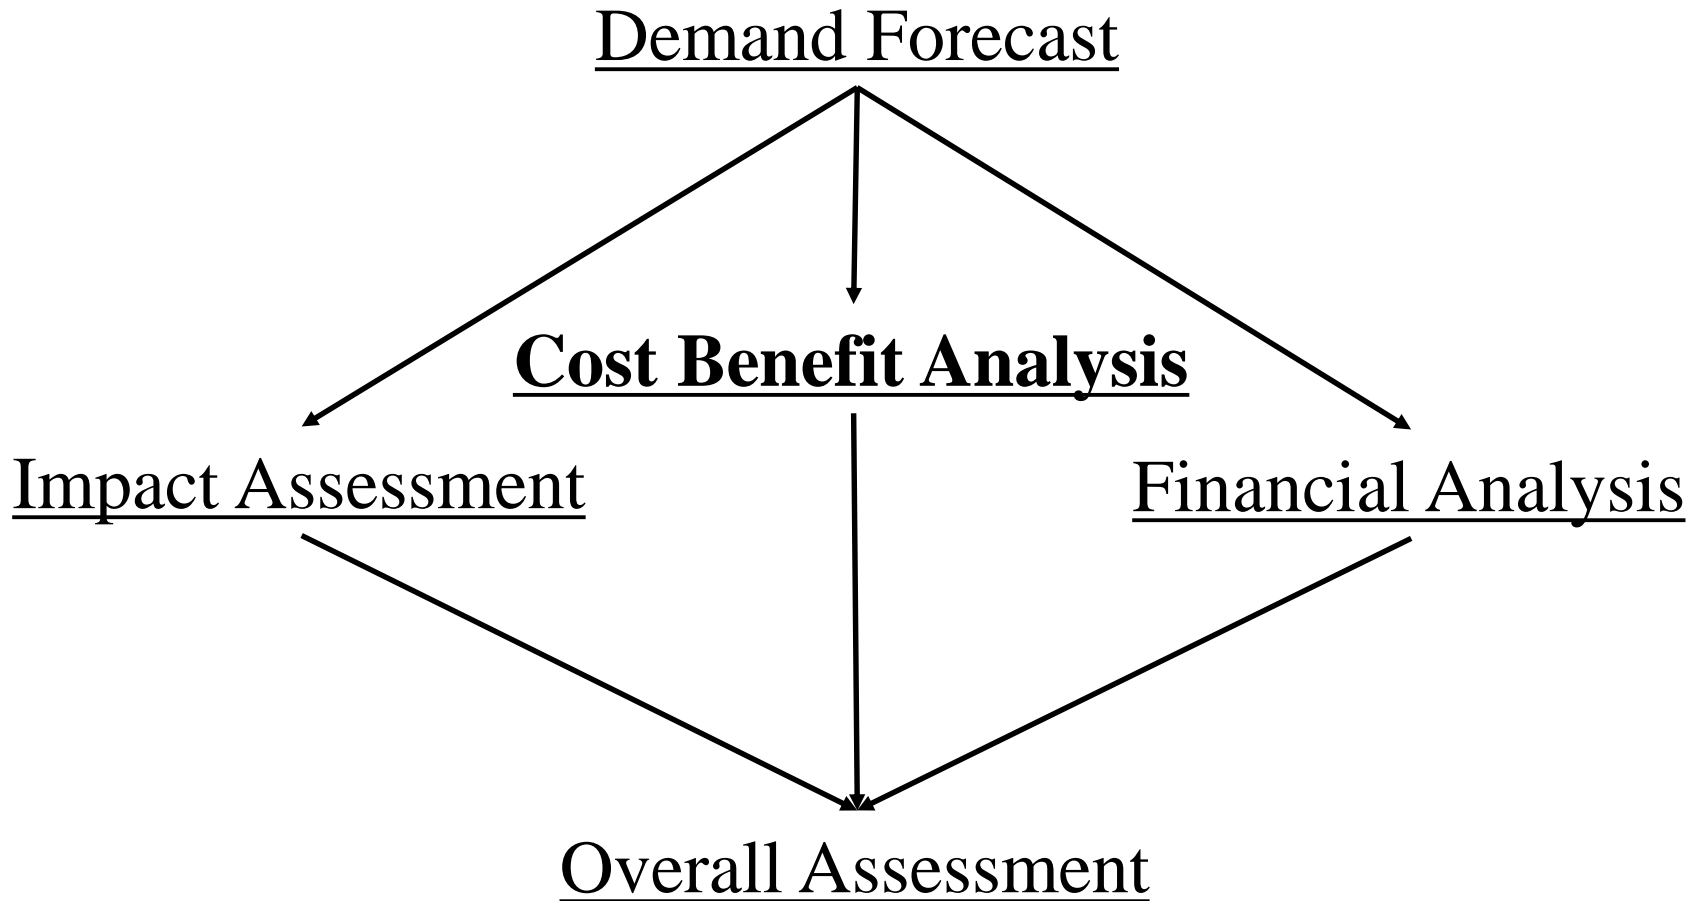 Demand Forecast
Cost Benefit Analysis
Impact Assessment
Financial Analysis
Overall Assessment